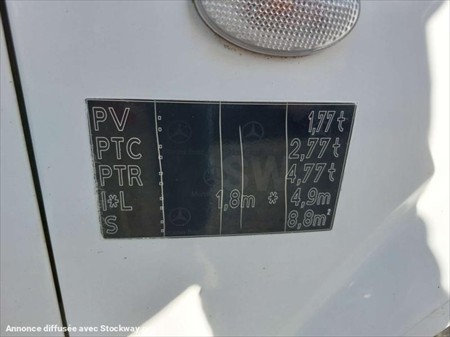 PV : 1,77 t
PTC : 2,77 t
PTR : 4,77 t
l*L : 1,8m * 4,9m
S : 8,8m²
Annonce diffusée avec Stockway